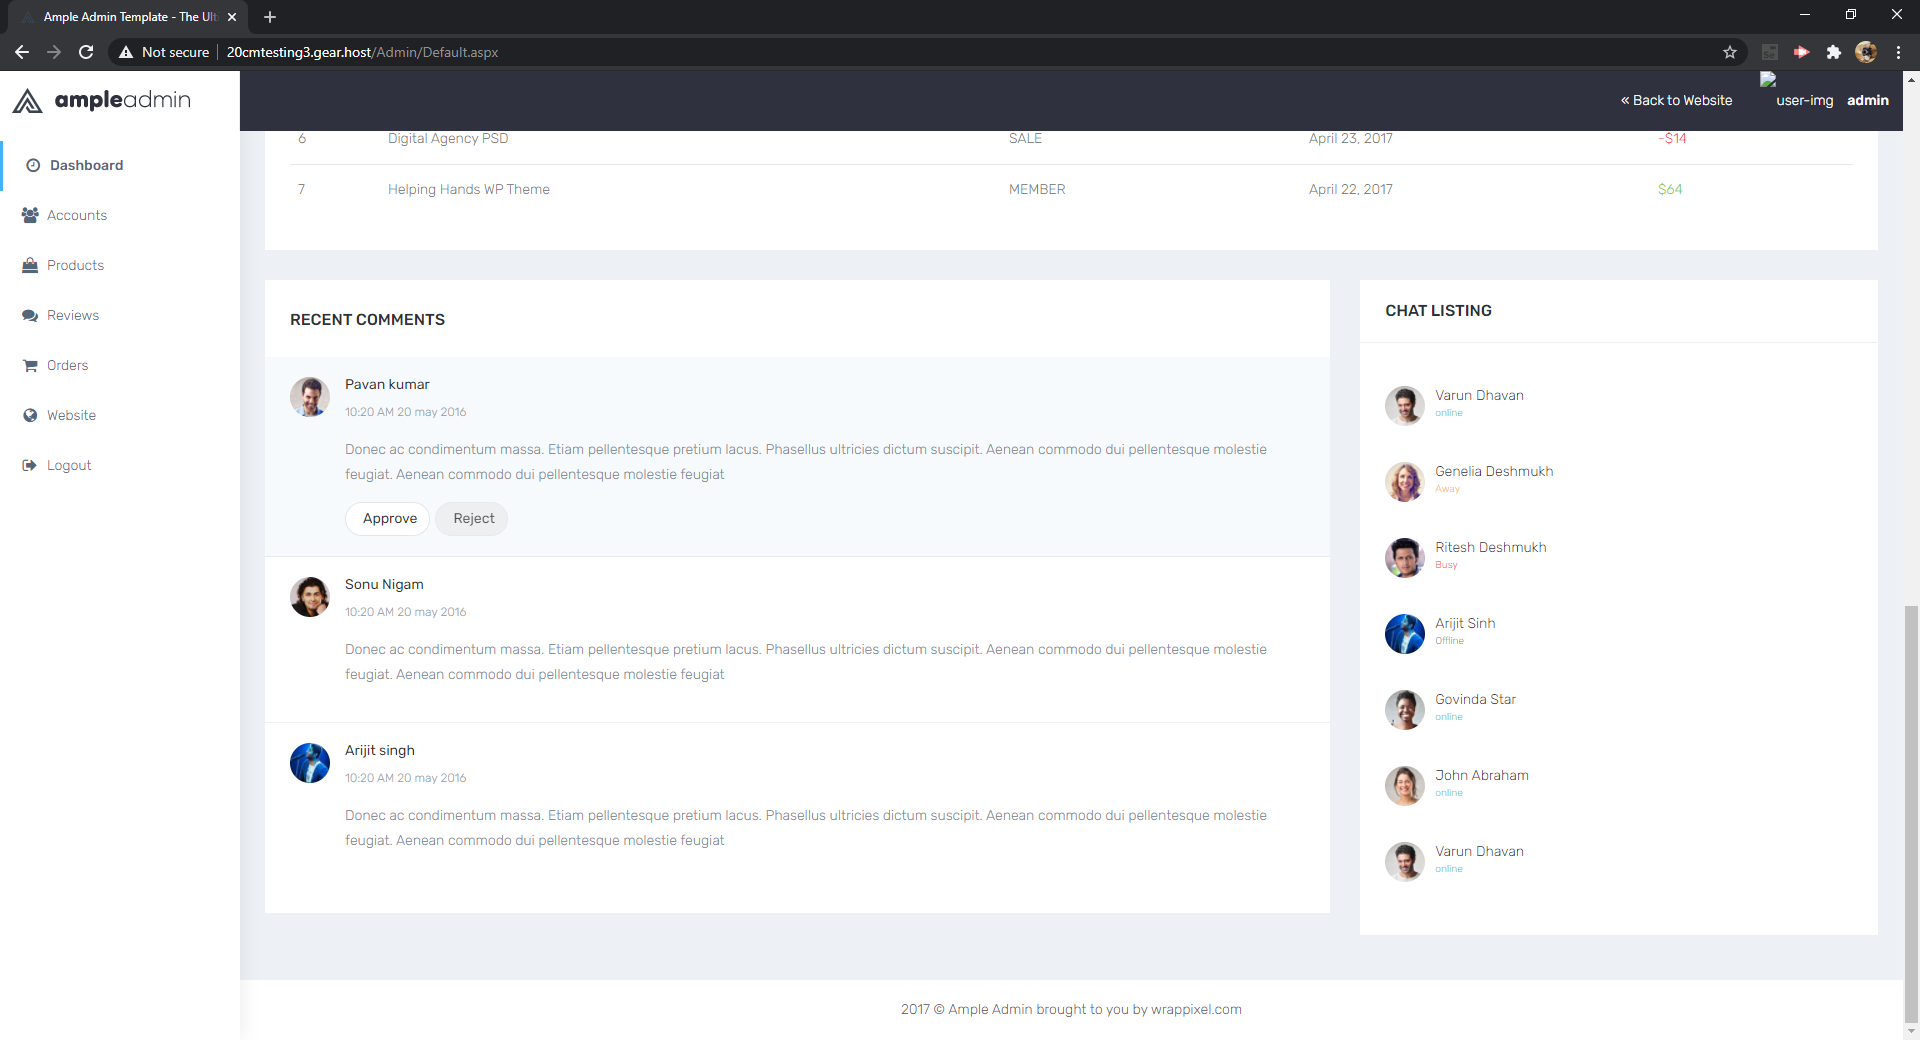 Ample Admin Template - The Ult
Not secure
20cmtesting3.gear.host/Admin/Default.aspx
ampleadmin
« Back to Website
user-img
admin
Dashboard
Accounts
Products
Reviews
Orders
Website
Logout
6 Digital Agency PSD SALE April 23, 2017 -$14
7 Helping Hands WP Theme MEMBER April 22, 2017 $64
RECENT COMMENTS
Pavan kumar
10:20 AM 20 may 2016
Donec ac condimentum massa. Etiam pellentesque pretium lacus. Phasellus ultricies dictum suscipit. Aenean commodo dui pellentesque molestie
feugiat. Aenean commodo dui pellentesque molestie feugiat
Approve Reject
Sonu Nigam
10:20 AM 20 may 2016
Donec ac condimentum massa. Etiam pellentesque pretium lacus. Phasellus ultricies dictum suscipit. Aenean commodo dui pellentesque molestie
feugiat. Aenean commodo dui pellentesque molestie feugiat
Arijit singh
10:20 AM 20 may 2016
Donec ac condimentum massa. Etiam pellentesque pretium lacus. Phasellus ultricies dictum suscipit. Aenean commodo dui pellentesque molestie
feugiat. Aenean commodo dui pellentesque molestie feugiat
CHAT LISTING
Varun Dhavan
online
Genelia Deshmukh
Away
Ritesh Deshmukh
Busy
Arijit Sinh
Offline
Govinda Star
online
John Abraham
online
Varun Dhavan
online
2017 © Ample Admin brought to you by wrappixel.com